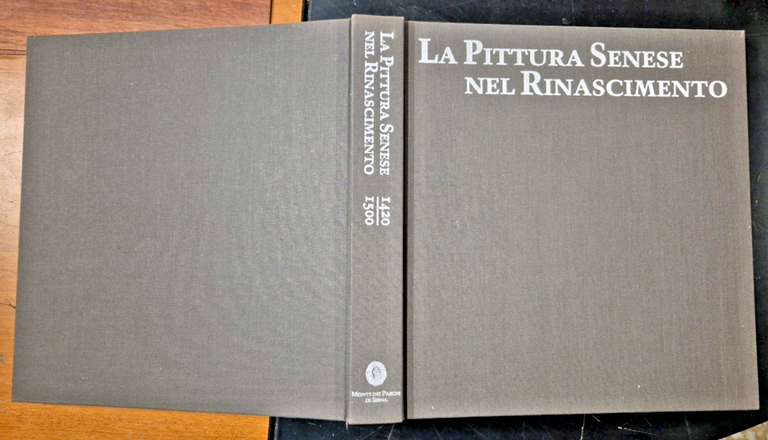 LA PITTURA SENESE
NEL RINASCIMENTO
1420
1500
MONTE DEI PASCHI
DI SIENA
LA PITTURA SENESE
NEL RINASCIMENTO